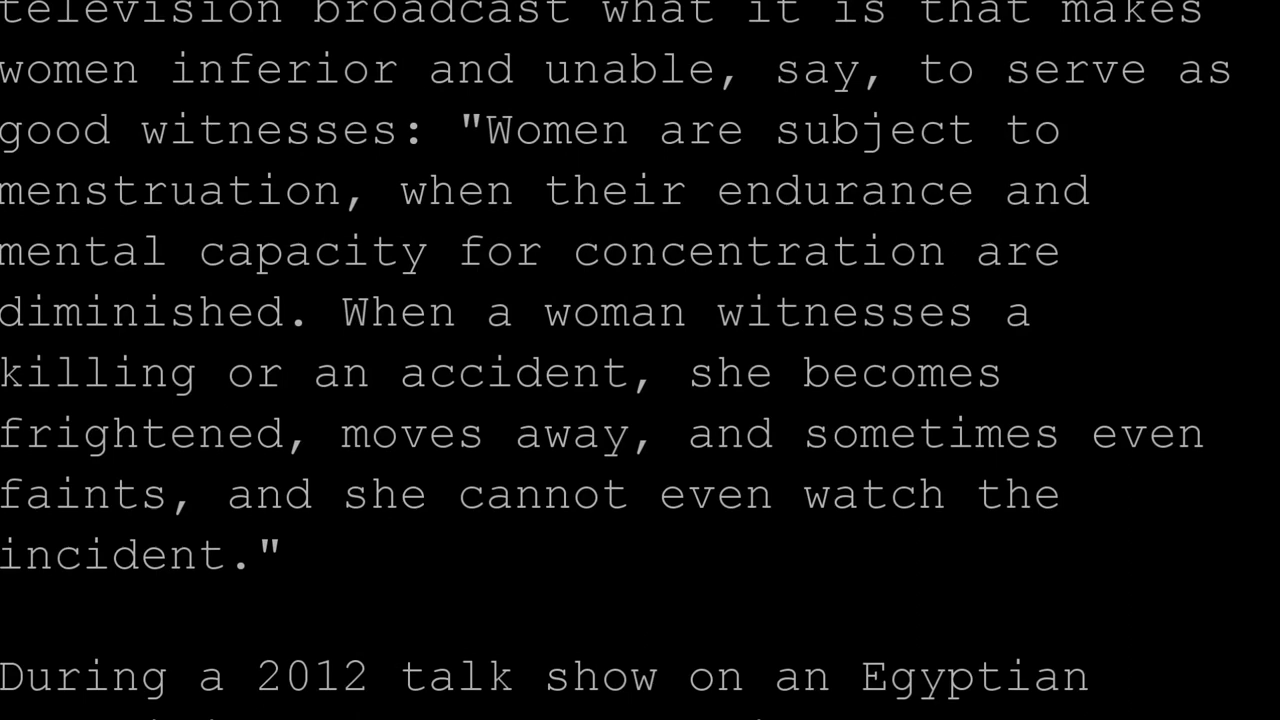 television broadcast what it is that makes
women inferior and unable, say, to serve as
good witnesses: "Women are subject to
menstruation, when their endurance and
mental capacity for concentration are
diminished. When a woman witnesses a
killing or an accident, she becomes
frightened, moves away, and sometimes even
faints, and she cannot even watch the
incident."
During a 2012 talk show on an Egyptian